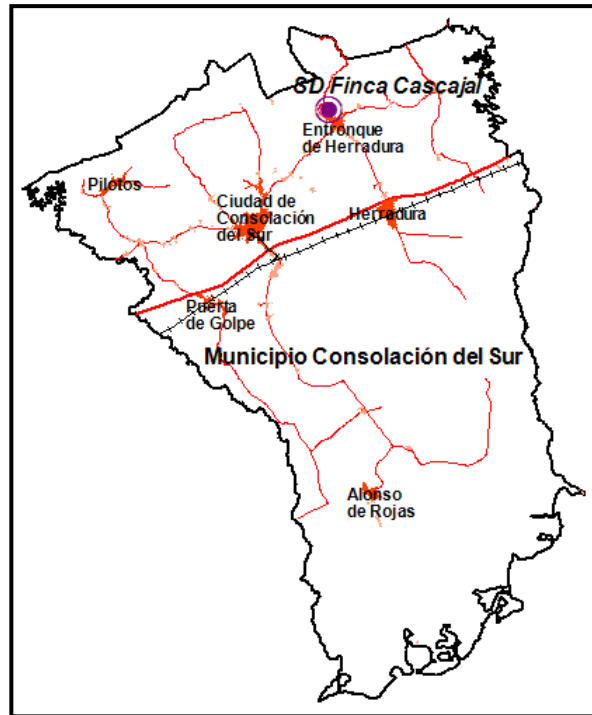 SD Finca Cascajal
Entronque
de Herradura
Pilotos
Ciudad de
Consolación
del Sur
Herradura
Puerta
de Golpe
Municipio Consolación del Sur
Alonso
de Rojas